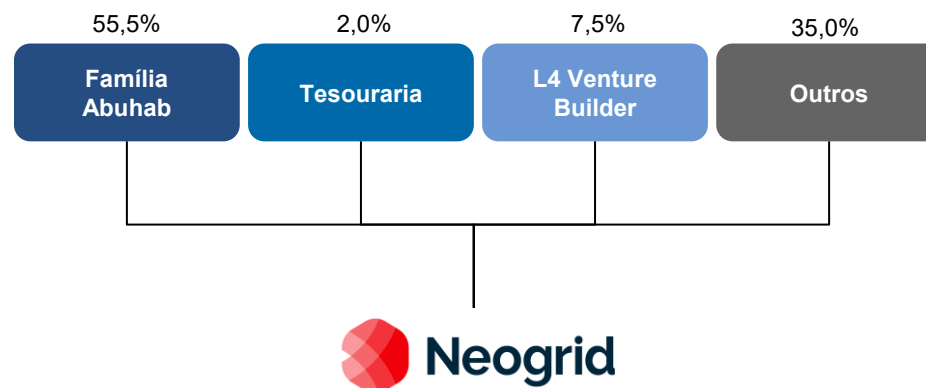 55,5%
2,0%
7,5%
35,0%
Família
Abuhab
Tesouraria
L4 Venture
Builder
Outros
Neogrid